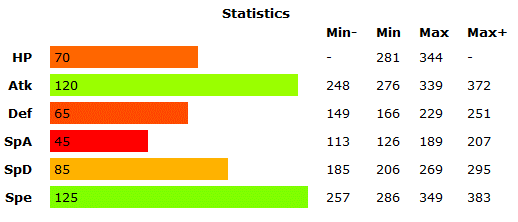 Statistics
Min- Min Max Max+
HP 70 - 281 344 -
Atk 120 248 276 339 372
Def 65 149 166 229 251
SpA 45 113 126 189 207
SpD 85 185 206 269 295
Spe 125 257 286 349 383